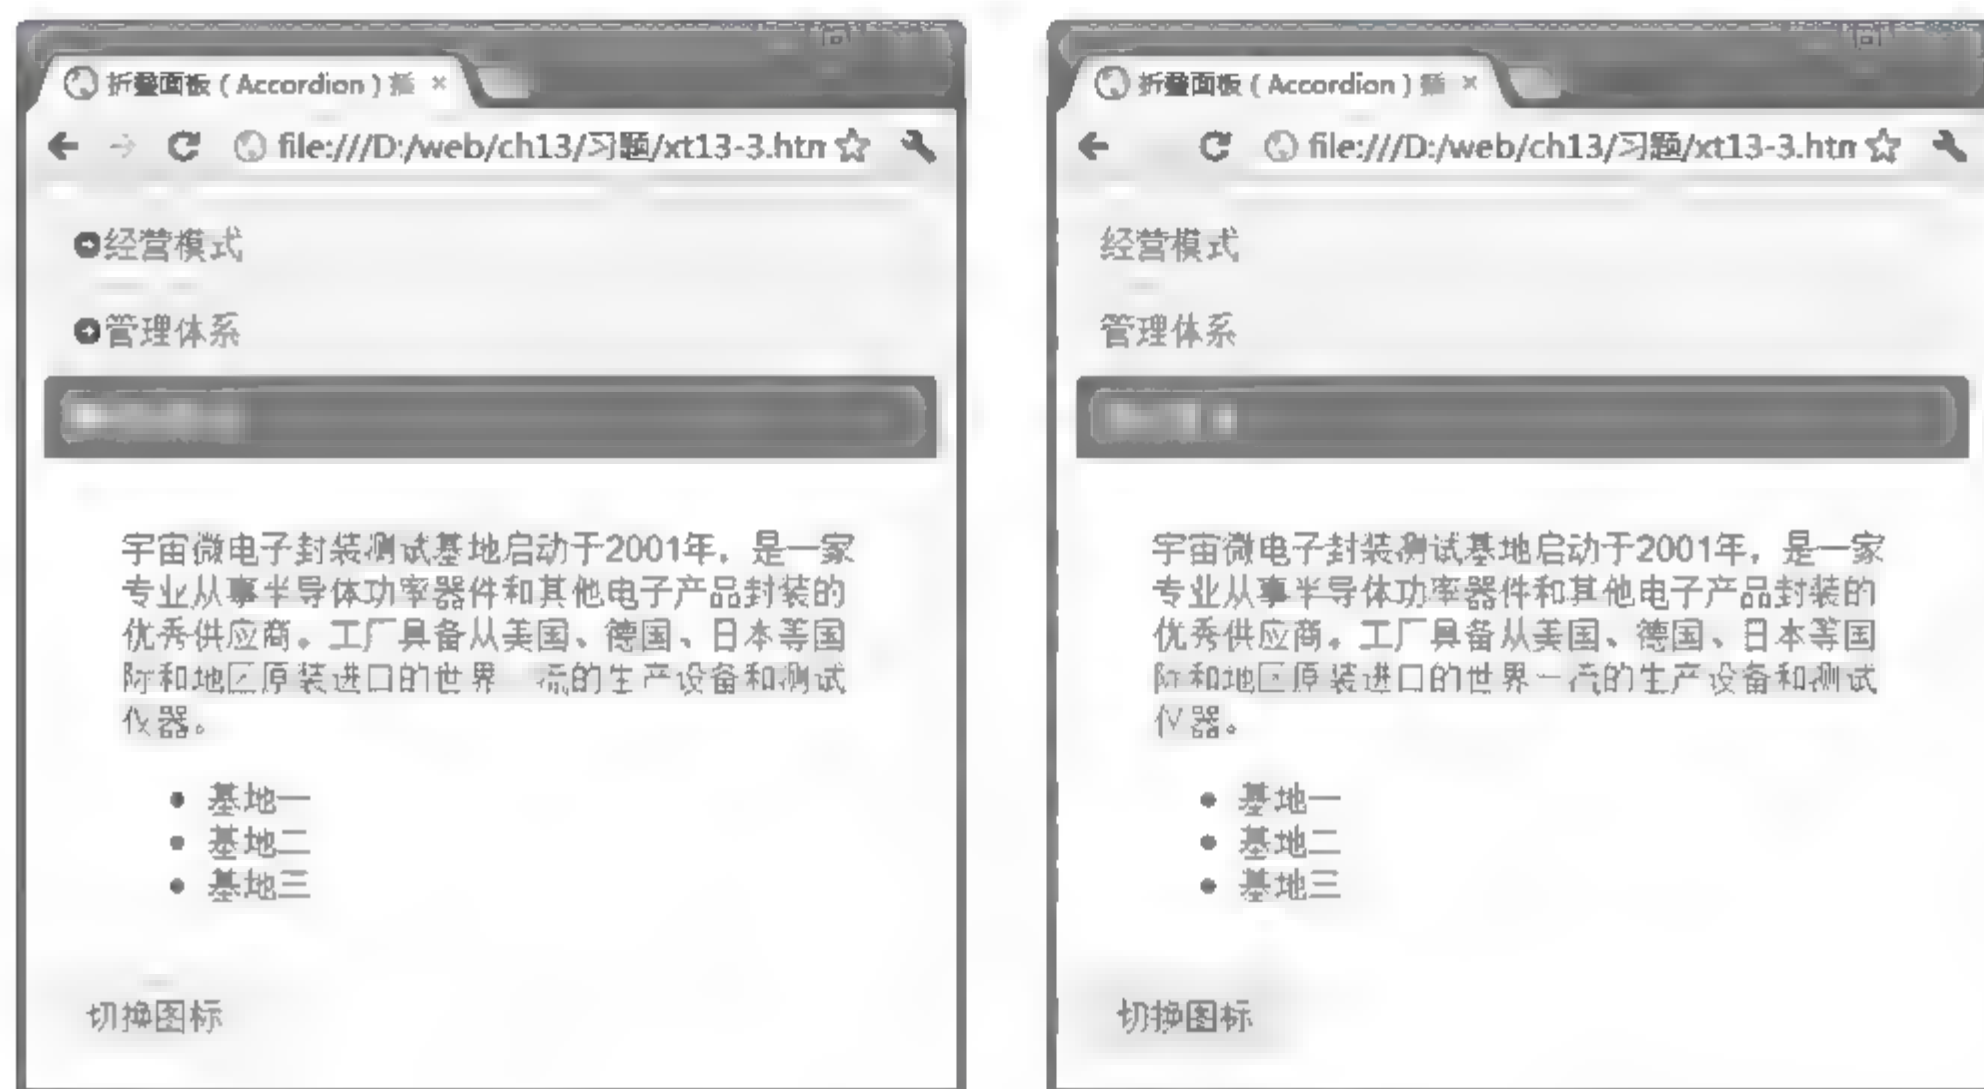 折叠面板（Accordion）插 ×
file:///D:/web/ch13/习题/xt13-3.htm
经营模式
管理体系
宇宙微电子封装测试基地启动于2001年，是一家
专业从事半导体功率器件和其他电子产品封装的
优秀供应商。工厂具备从美国、德国、日本等国
际和地区原装进口的世界 流的生产设备和测试
仪器。
• 基地一
• 基地二
• 基地三
切换图标
折叠面板（Accordion）插 ×
file:///D:/web/ch13/习题/xt13-3.htm
经营模式
管理体系
宇宙微电子封装测试基地启动于2001年，是一家
专业从事半导体功率器件和其他电子产品封装的
优秀供应商。工厂具备从美国、德国、日本等国
际和地区原装进口的世界一流的生产设备和测试
仪器。
• 基地一
• 基地二
• 基地三
切换图标